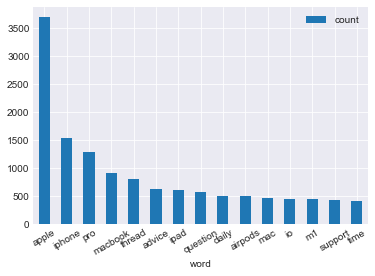 count
3500
3000
2500
2000
1500
1000
500
0
apple iphone pro macbook thread advice ipad question daily airpods mac io m1 support time
word